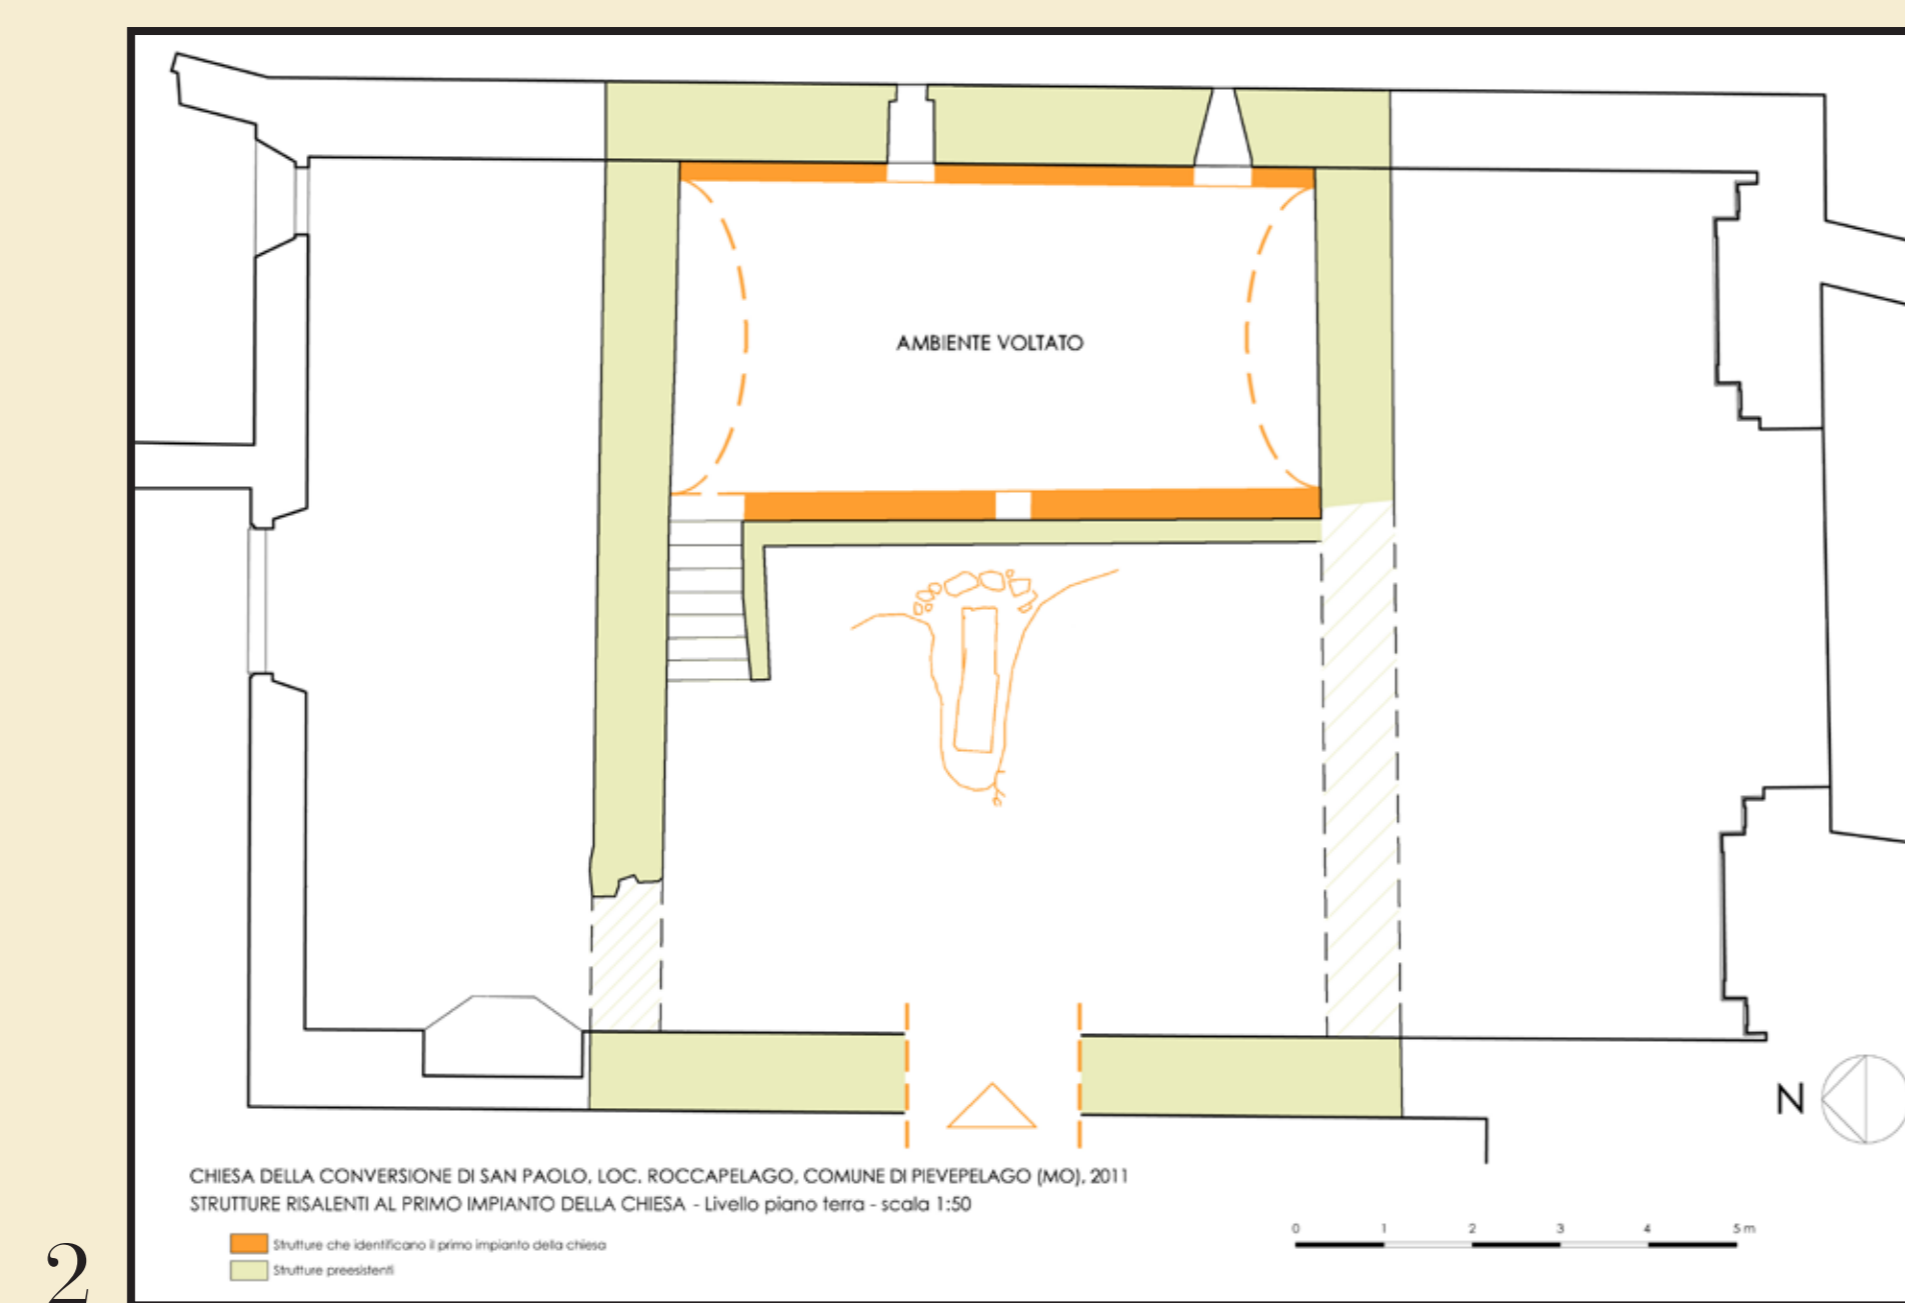 AMBIENTE VOLTATO
N
CHIESA DELLA CONVERSIONE DI SAN PAOLO, LOC. ROCCAPELAGO, COMUNE DI PIEVEPELAGO (MO), 2011
STRUTTURE RISALENTI AL PRIMO IMPIANTO DELLA CHIESA - Livello piano terra - scala 1:50
0 1 2 3 4 5 m
Strutture che identificano il primo impianto della chiesa
Strutture preesistenti
2